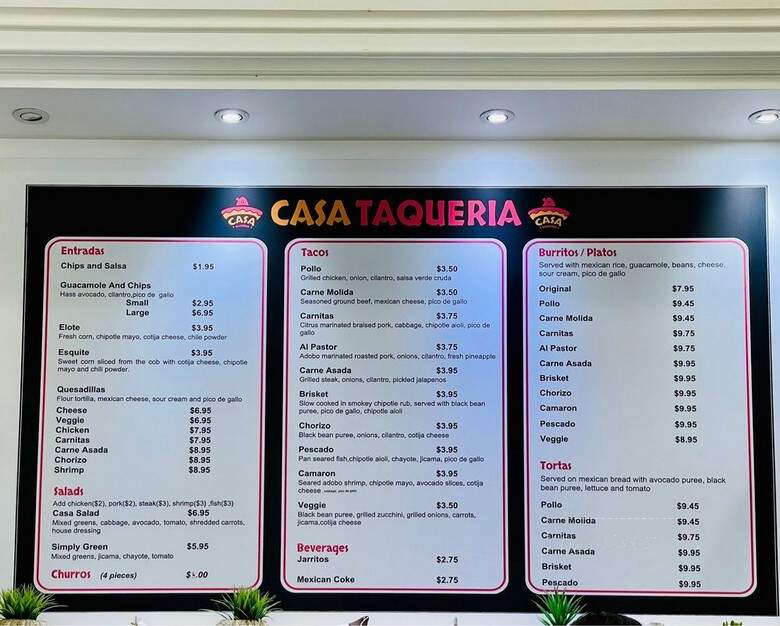 CASA
CASA TAQUERIA
CASA
Entradas
Chips and Salsa $1.95
Guacamole And Chips
Hass avocado, cilantro,pico de gallo
Small $2.95
Large $6.95
Elote $3.95
Fresh corn, chipotle mayo, cotija cheese, chile powder
Esquite $3.95
Sweet corn sliced from the cob with cotija cheese, chipotle
mayo and chili powder.
Quesadillas
Flour tortilla, mexican cheese, sour cream and pico de gallo
Cheese $6.95
Veggie $6.95
Chicken $7.95
Carnitas $7.95
Carne Asada $8.95
Chorizo $8.95
Shrimp $8.95
Salads
Add chicken($2), pork($2), steak($3), shrimp($3) ,fish($3)
Casa Salad $6.95
Mixed greens, cabbage, avocado, tomato, shredded carrots,
house dressing
Simply Green $5.95
Mixed greens, jicama, chayote, tomato
Churros (4 pieces)
Tacos
Pollo $3.50
Grilled chicken, onion, cilantro, salsa verde cruda
Carne Molida $3.50
Seasoned ground beef, mexican cheese, pico de gallo
Carnitas $3.75
Citrus marinated braised pork, cabbage, chipotle aioli, pico de
gallo
Al Pastor $3.75
Adobo marinated roasted pork, onions, cilantro, fresh pineapple
Carne Asada $3.95
Grilled steak, onions, cilantro, pickled jalapenos
Brisket $3.95
Slow cooked in smokey chipotle rub, served with black bean
puree, pico de gallo, chipotle aioli
Chorizo $3.95
Black bean puree, onions, cilantro, cotija cheese
Pescado $3.95
Pan seared fish,chipotle aioli, chayote, jicama, pico de gallo
Camaron $3.95
Seared adobo shrimp, chipotle mayo, avocado slices, cotija
cheese
Veggie $3.50
Black bean puree, grilled zucchini, grilled onions, carrots,
jicama,cotija cheese
Beverages
Jarritos $2.75
Mexican Coke $2.75
Burritos / Platos
Served with mexican rice, guacamole, beans, cheese,
sour cream, pico de gallo
Original $7.95
Pollo $9.45
Carne Molida $9.45
Carnitas $9.75
Al Pastor $9.75
Carne Asada $9.95
Brisket $9.95
Chorizo $9.95
Camaron $9.95
Pescado $9.95
Veggie $8.95
Tortas
Served on mexican bread with avocado puree, black
bean puree, lettuce and tomato
Pollo $9.45
Carne Molida $9.45
Carnitas $9.75
Carne Asada $9.95
Brisket $9.95
Pescado $9.95